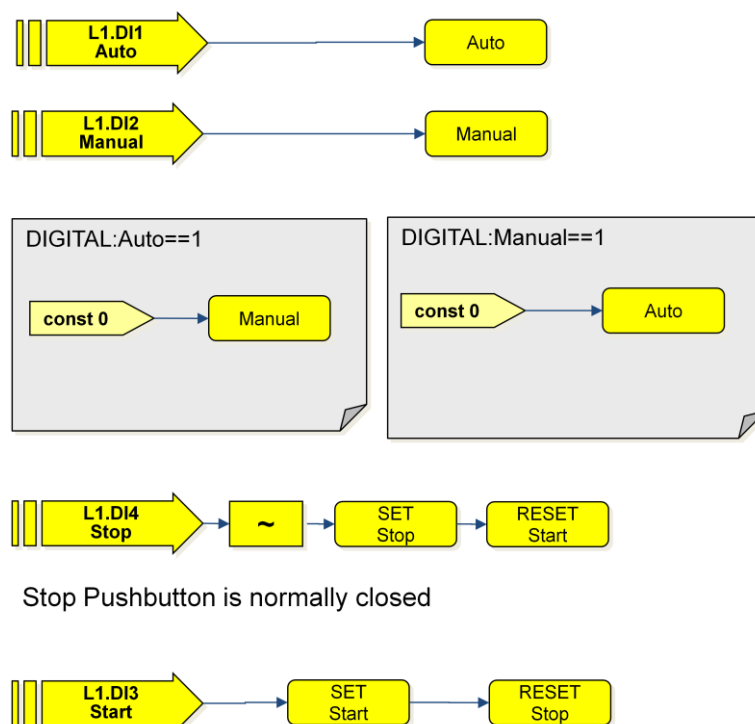 L1.DI1
Auto
Auto
L1.DI2
Manual
Manual
DIGITAL:Auto==1
const 0
Manual
DIGITAL:Manual==1
const 0
Auto
L1.DI4
Stop
~
SET
Stop
RESET
Start
Stop Pushbutton is normally closed
L1.DI3
Start
SET
Start
RESET
Stop